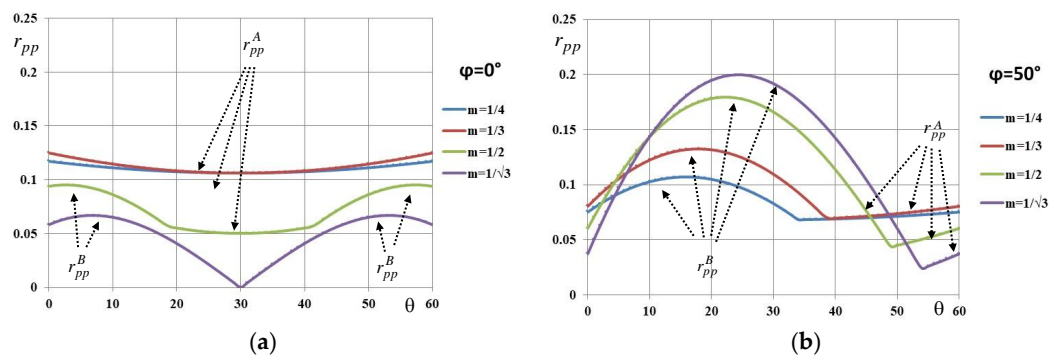 0.25
r_pp
0.2
0.15
0.1
0.05
0
0 10 20 30 40 50 60
θ
r_pp^A
r_pp^B
r_pp^B
φ=0°
m=1/4
m=1/3
m=1/2
m=1/√3
(a)
0.25
r_pp
0.2
0.15
0.1
0.05
0
0 10 20 30 40 50 60
θ
r_pp^A
r_pp^B
φ=50°
m=1/4
m=1/3
m=1/2
m=1/√3
(b)